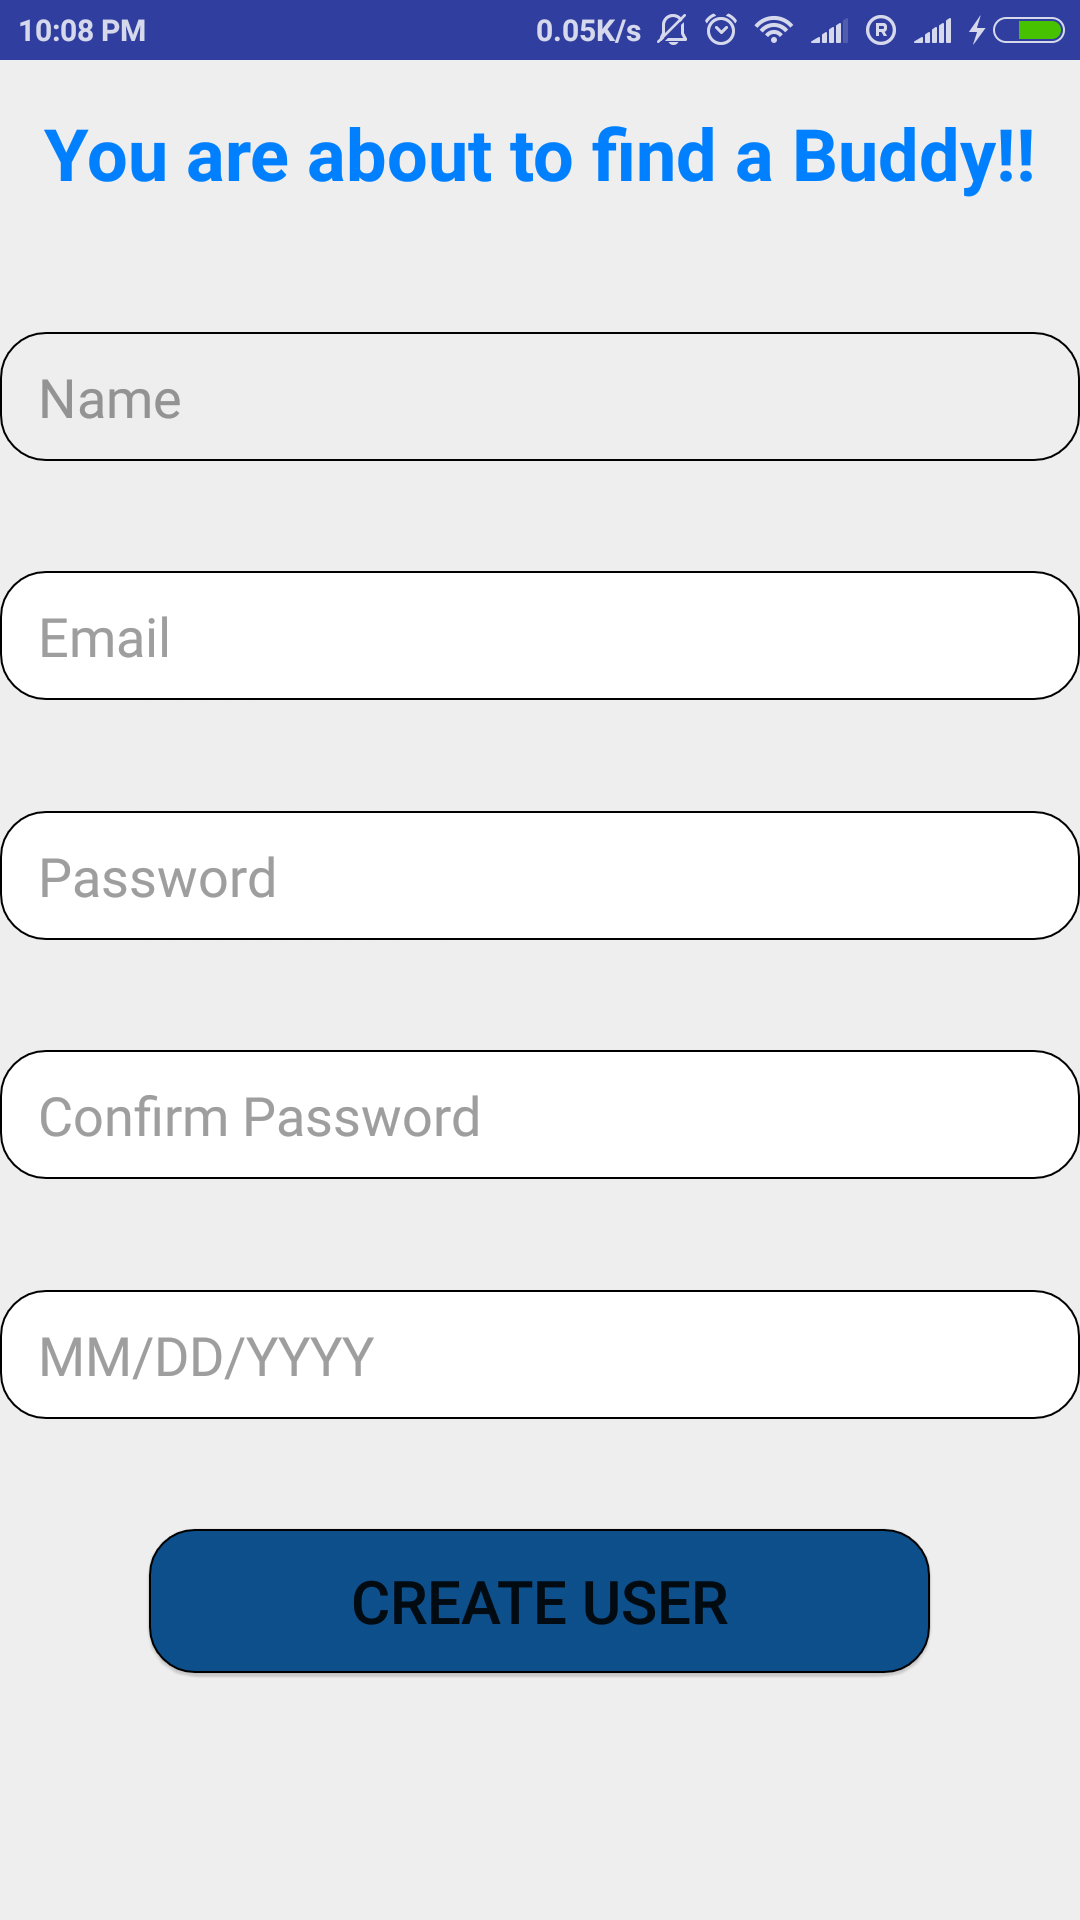 10:08 PM 0.05K/s R
You are about to find a Buddy!!
Name
Email
Password
Confirm Password
MM/DD/YYYY
CREATE USER